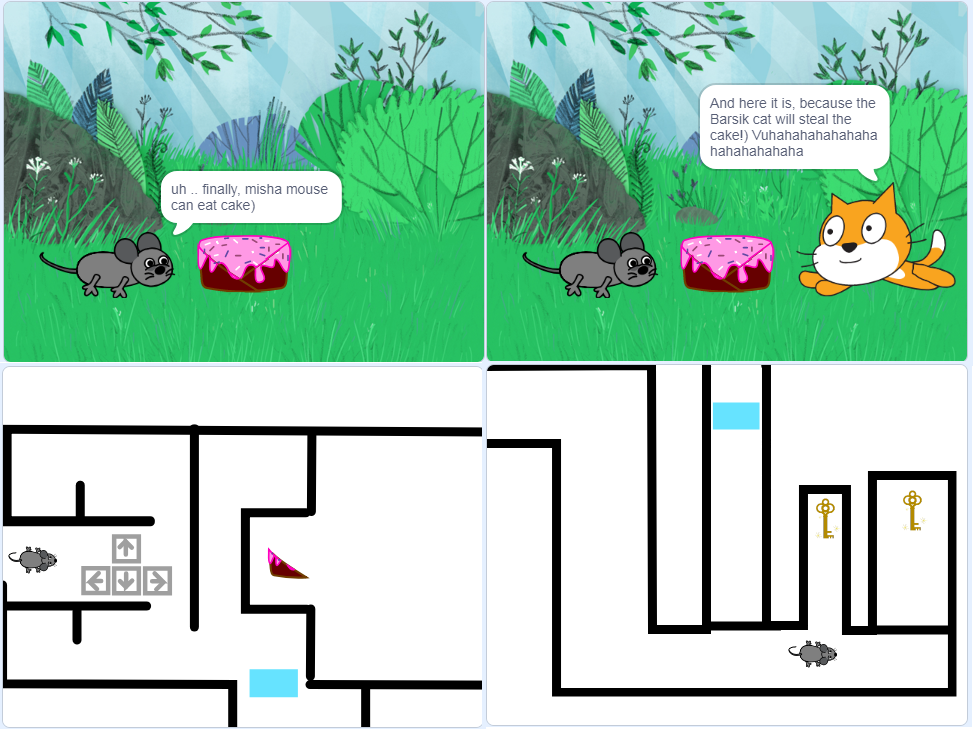 uh .. finally, misha mouse
can eat cake)
And here it is, because the
Barsik cat will steal the
cake!) Vuhahahahahahaha
hahahahahaha